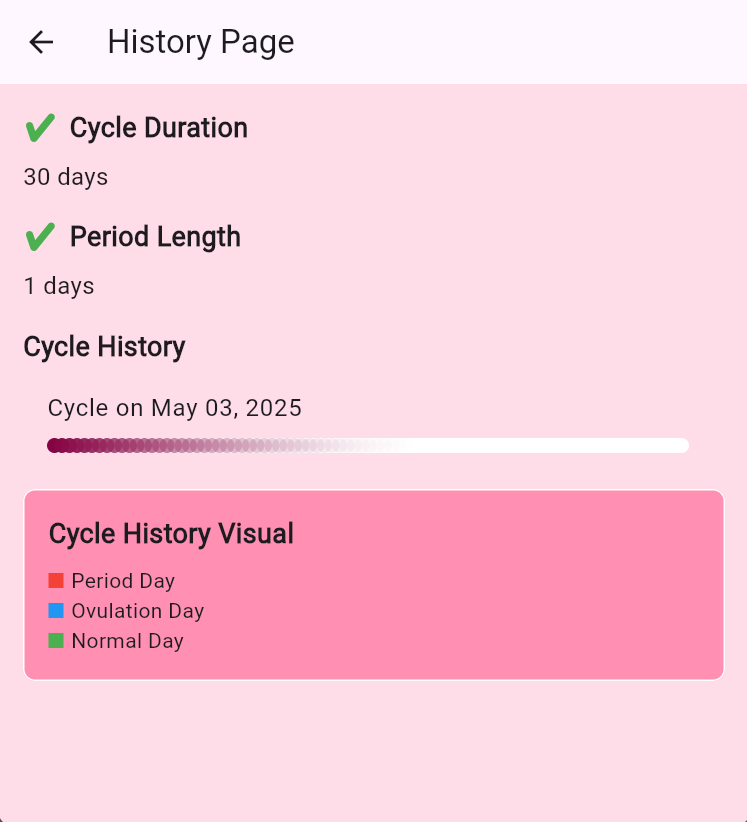 History Page
Cycle Duration
30 days
Period Length
1 days
Cycle History
Cycle on May 03, 2025
Cycle History Visual
Period Day
Ovulation Day
Normal Day